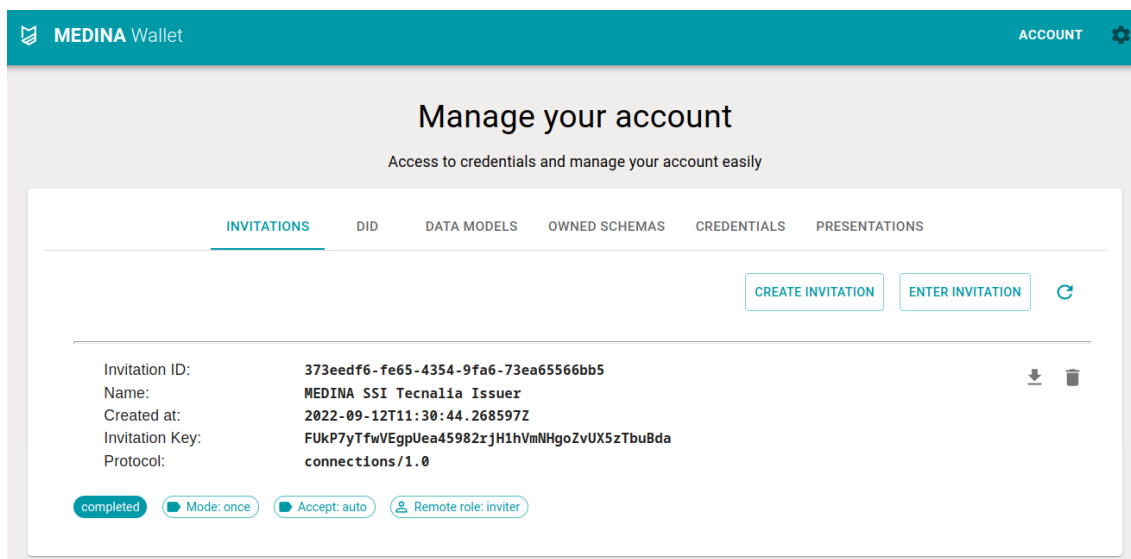 MEDINA Wallet ACCOUNT
Manage your account
Access to credentials and manage your account easily
INVITATIONS DID DATA MODELS OWNED SCHEMAS CREDENTIALS PRESENTATIONS
CREATE INVITATION ENTER INVITATION
Invitation ID: 373eedf6-fe65-4354-9fa6-73ea65566bb5
Name: MEDINA SSI Tecnalia Issuer
Created at: 2022-09-12T11:30:44.268597Z
Invitation Key: FUkP7yTfwVEgpUea45982rjH1hVmNHgoZvUX5zTbuBda
Protocol: connections/1.0
completed Mode: once Accept: auto Remote role: inviter